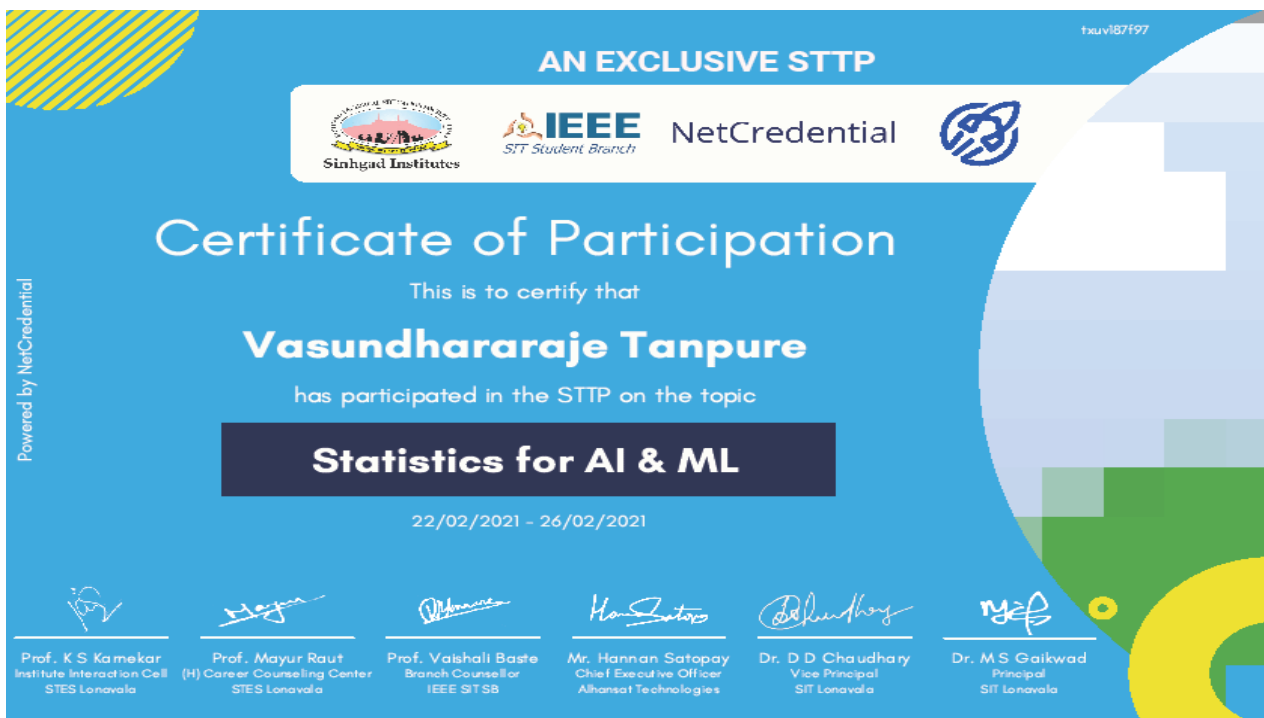 txuvl87f97
AN EXCLUSIVE STTP
Sinhgad Institutes
IEEE
SIT Student Branch
NetCredential
Certificate of Participation
This is to certify that
Vasundhararaje Tanpure
has participated in the STTP on the topic
Statistics for AI & ML
22/02/2021 - 26/02/2021
Powered by NetCredential
Prof. K S Kamekar
Institute Interaction Cell
STES Lonavala
Prof. Mayur Raut
(H) Career Counseling Center
STES Lonavala
Prof. Vaishali Baste
Branch Counsellor
IEEE SIT SB
Mr. Hannan Satopay
Chief Executive Officer
Alhansat Technologies
Dr. D D Chaudhary
Vice Principal
SIT Lonavala
Dr. M S Gaikwad
Principal
SIT Lonavala